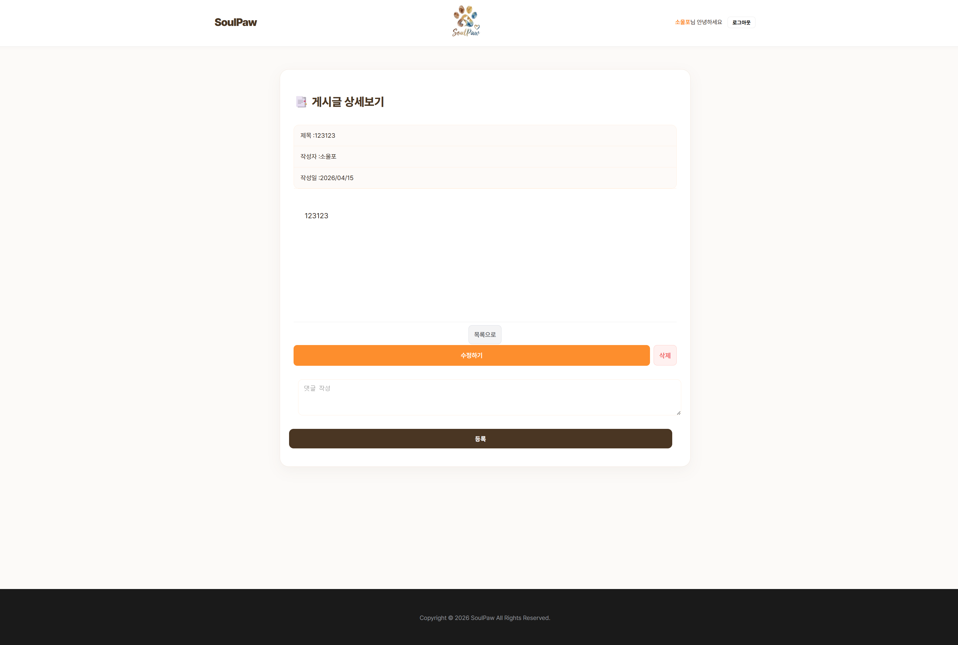 SoulPaw
SoulPaw
소울포님 안녕하세요
로그아웃
게시글 상세보기
제목 :123123
작성자 :소울포
작성일 :2026/04/15
123123
목록으로
수정하기
삭제
댓글 작성
등록
Copyright © 2026 SoulPaw All Rights Reserved.